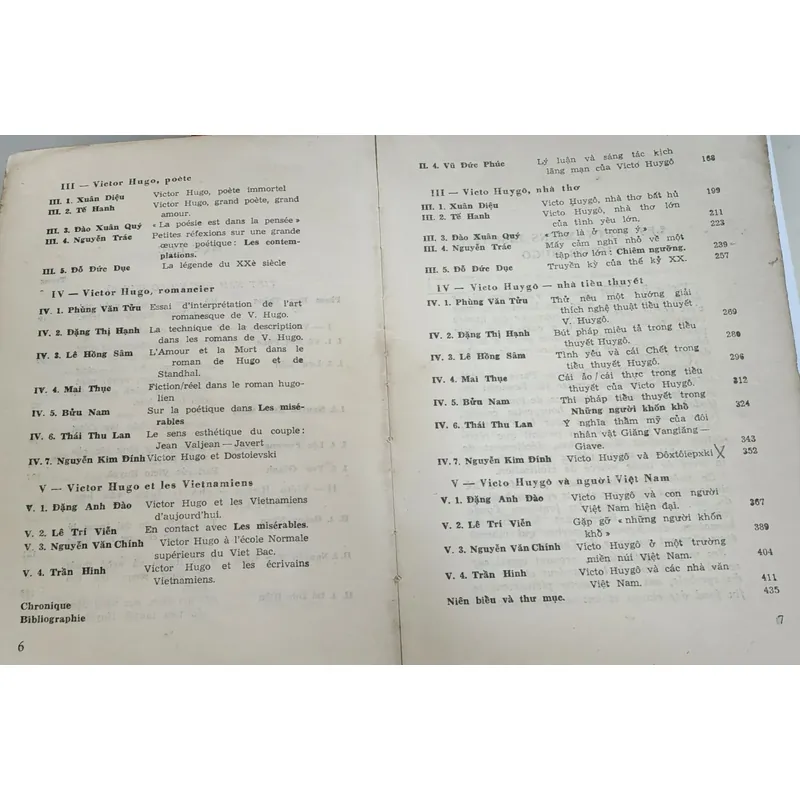 III — Victor Hugo, poète
III. 1. Xuân Diệu Victor Hugo, poète immortel
III. 2. Tế Hanh Victor Hugo, grand poète, grand
amour.
III. 3. Đào Xuân Quý « La poésie est dans la pensée »
III. 4. Nguyễn Trác Petites réfexions sur une grande
œuvre poétique : Les contem-
plations.
III. 5. Đỗ Đức Dục La légende du XXè siècle
IV — Victor Hugo, romancier
IV. 1. Phùng Văn Tửu Essai d'interprétation de l'art
romanesque de V. Hugo.
IV. 2. Đặng Thị Hạnh La technique de la description
dans les romans de V. Hugo.
IV. 3. Lê Hồng Sâm L'Amour et la Mort dans le
roman de Hugo et de
Standhal.
IV. 4. Mai Thục Fiction/réel dans le roman hugo-
lien
IV. 5. Bửu Nam Sur la poétique dans Les misé-
rables
IV. 6. Thái Thu Lan Le sens esthétique du couple :
Jean Valjean — Javert
IV. 7. Nguyễn Kim Đính Victor Hugo et Dostoievski
V — Victor Hugo et les Vietnamiens
V. 1. Đặng Anh Đào Victor Hugo et les Vietnamiens
d'aujourd'hui.
V. 2. Lê Trí Viễn En contact avec Les misérables.
V. 3. Nguyễn Văn Chính Victor Hugo à l'école Normale
supérieurs du Viet Bac.
V. 4. Trần Hinh Victor Hugo et les écrivains
Vietnamiens.
Chronique
Bibliographie
6
II. 4. Vũ Đức Phúc Lý luận và sáng tác kịch
lãng mạn của Victo Huygô 168
III — Victo Huygô, nhà thơ
III. 1. Xuân Diệu Victo Huygô, nhà thơ bất hủ 199
III. 2. Tế Hanh Victo Huygô, nhà thơ lớn
của tình yêu lớn. 211
III. 3. Đào Xuân Quý « Thơ là ở trong ý » 223
III. 4. Nguyễn Trác Mấy cảm nghĩ nhỏ về một
tập thơ lớn : Chiêm ngưỡng. 239 —
III. 5. Đỗ Đức Dục Truyền kỳ của thế kỷ XX. 257
IV — Victo Huygô — nhà tiểu thuyết
IV. 1. Phùng Văn Tửu Thử nêu một hướng giải
thích nghệ thuật tiểu thuyết
V. Huygô. 269
IV. 2. Đặng Thị Hạnh Bút pháp miêu tả trong tiểu
thuyết Huygô. 280
IV. 3. Lê Hồng Sâm Tình yêu và cái Chết trong
tiểu thuyết Huygô. 296
IV. 4. Mai Thục Cái ảo / cái thực trong tiểu
thuyết của Victo Huygô. 312
IV. 5. Bửu Nam Thi pháp tiểu thuyết trong
Những người khốn khổ 324
IV. 6. Thái Thu Lan Ý nghĩa thẩm mỹ của đôi
nhân vật Giăng Vangiăng —
Giave. 343
IV. 7. Nguyễn Kim Đính Victo Huygô và Đôxtôiepxki 352
V — Victo Huygô và người Việt Nam
V. 1. Đặng Anh Đào Victo Huygô và con người
Việt Nam hiện đại. 367
V. 2. Lê Trí Viễn Gặp gỡ « những người khốn
khổ » 389
V. 3. Nguyễn Văn Chính Victo Huygô ở một trường
miền núi Việt Nam. 404
V. 4. Trần Hinh Victo Huygô và các nhà văn
Việt Nam. 411
Niên biểu và thư mục. 435
7